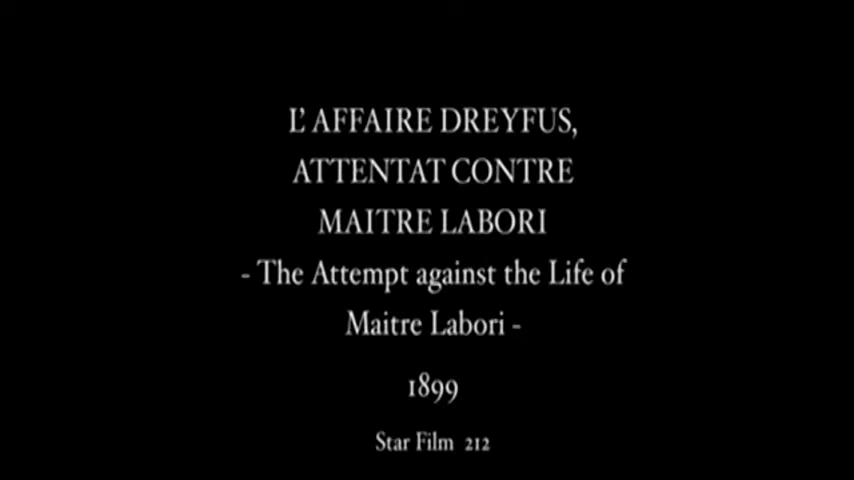 L' AFFAIRE DREYFUS,
ATTENTAT CONTRE
MAITRE LABORI
- The Attempt against the Life of
Maitre Labori -
1899
Star Film 212